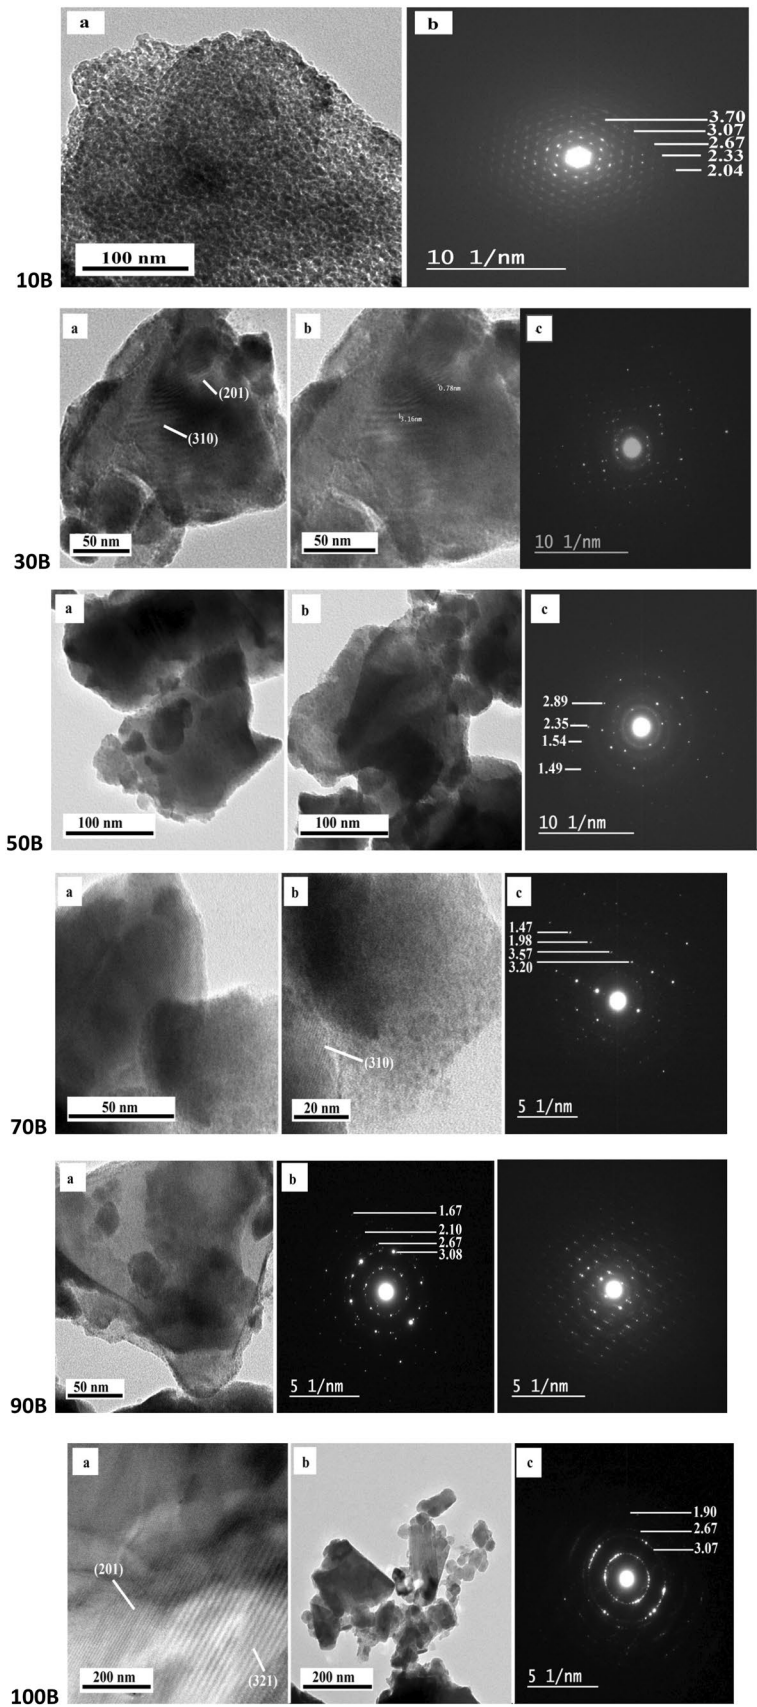 a
b
3.70
3.07
2.67
2.33
2.04
100 nm
10 1/nm
10B
a
b
c
(201)
(310)
0.78nm
50 nm
50 nm
10 1/nm
30B
a
b
c
2.89
2.35
1.54
1.49
100 nm
100 nm
10 1/nm
50B
a
b
c
1.47
1.98
3.57
3.20
(310)
50 nm
20 nm
5 1/nm
70B
a
b
1.67
2.10
2.67
3.08
50 nm
5 1/nm
5 1/nm
90B
a
b
c
1.90
2.67
3.07
(201)
(321)
200 nm
200 nm
5 1/nm
100B